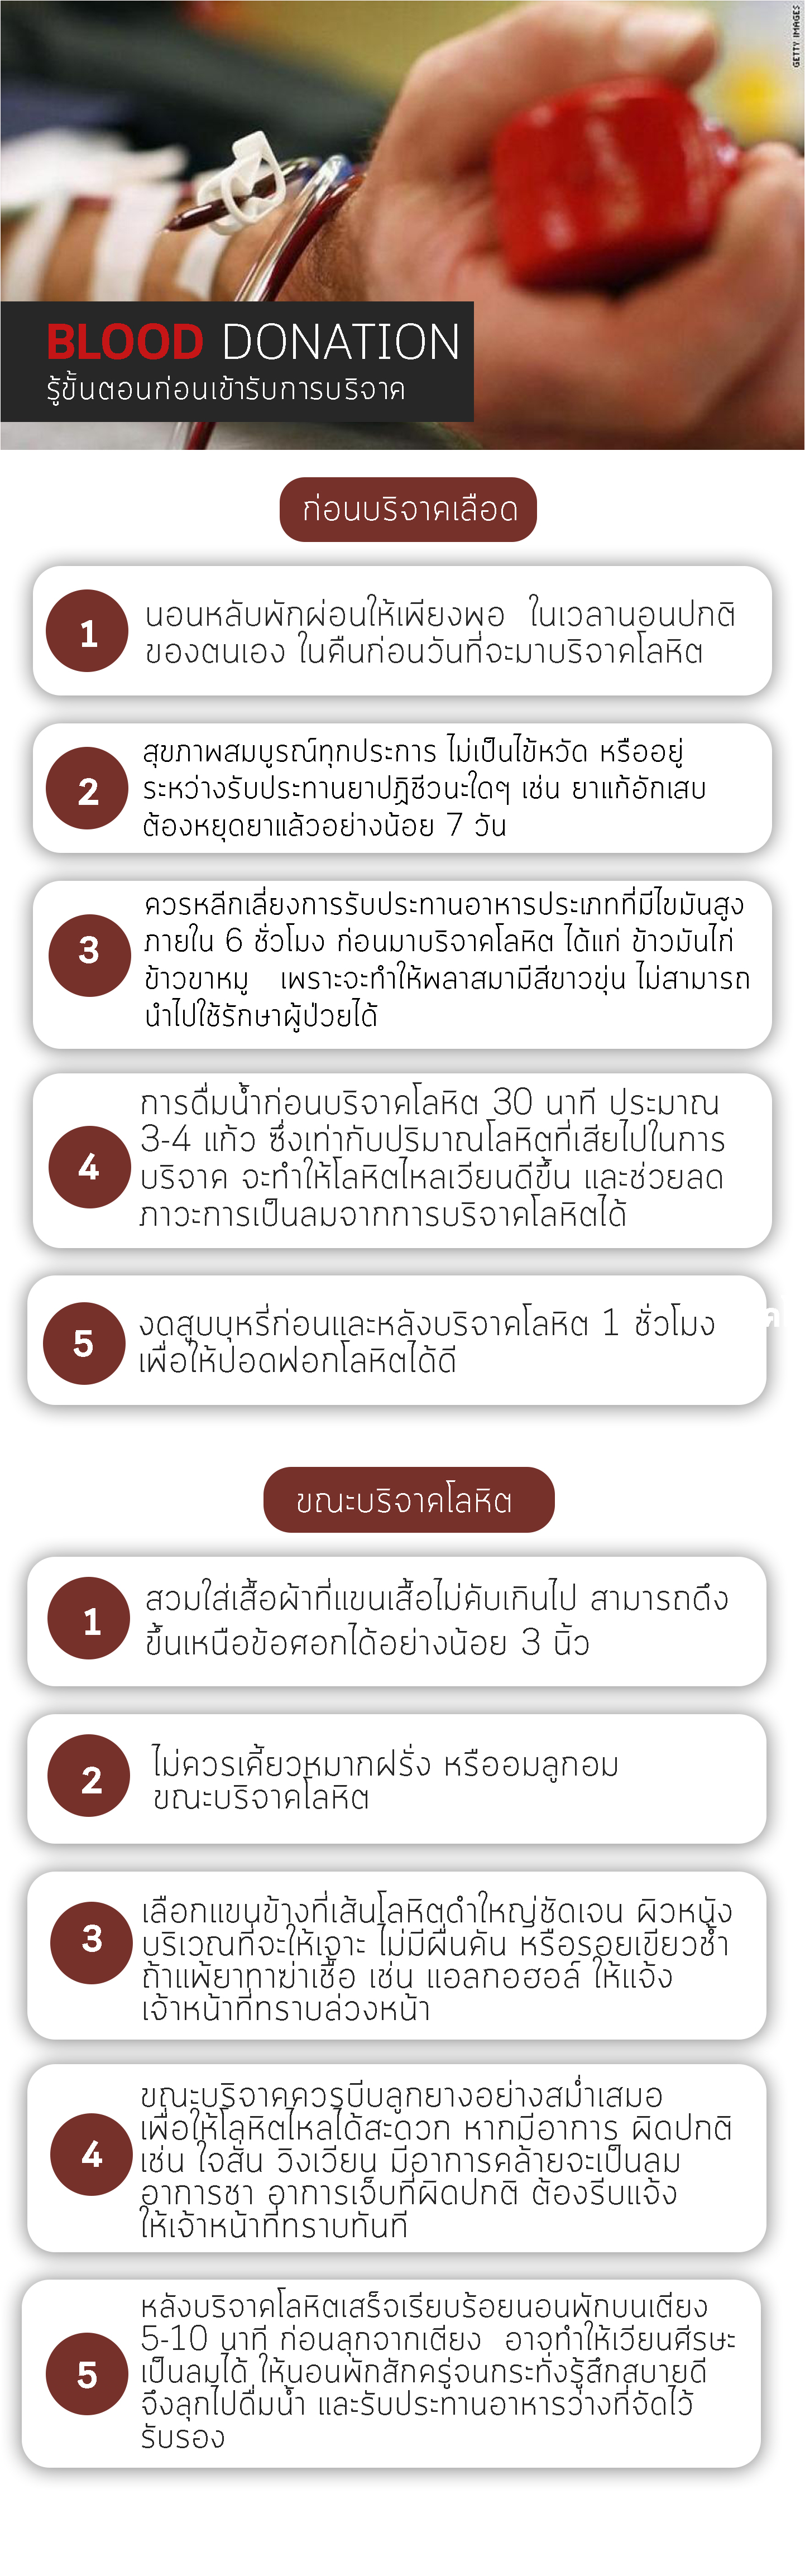 GETTY IMAGES
BLOOD DONATION
รู้ขั้นตอนก่อนเข้ารับการบริจาค
ก่อนบริจาคเลือด
1
นอนหลับพักผ่อนให้เพียงพอ ในเวลานอนปกติ
ของตนเอง ในคืนก่อนวันที่จะมาบริจาคโลหิต
2
สุขภาพสมบูรณ์ทุกประการ ไม่เป็นไข้หวัด หรืออยู่
ระหว่างรับประทานยาปฏิชีวนะใดๆ เช่น ยาแก้อักเสบ
ต้องหยุดยาแล้วอย่างน้อย 7 วัน
3
ควรหลีกเลี่ยงการรับประทานอาหารประเภทที่มีไขมันสูง
ภายใน 6 ชั่วโมง ก่อนมาบริจาคโลหิต ได้แก่ ข้าวมันไก่
ข้าวขาหมู เพราะจะทำให้พลาสมามีสีขาวขุ่น ไม่สามารถ
นำไปใช้รักษาผู้ป่วยได้
4
การดื่มน้ำก่อนบริจาคโลหิต 30 นาที ประมาณ
3-4 แก้ว ซึ่งเท่ากับปริมาณโลหิตที่เสียไปในการ
บริจาค จะทำให้โลหิตไหลเวียนดีขึ้น และช่วยลด
ภาวะการเป็นลมจากการบริจาคโลหิตได้
5
งดสูบบุหรี่ก่อนและหลังบริจาคโลหิต 1 ชั่วโมง
เพื่อให้ปอดฟอกโลหิตได้ดี
ขณะบริจาคโลหิต
1
สวมใส่เสื้อผ้าที่แขนเสื้อไม่คับเกินไป สามารถดึง
ขึ้นเหนือข้อศอกได้อย่างน้อย 3 นิ้ว
2
ไม่ควรเคี้ยวหมากฝรั่ง หรืออมลูกอม
ขณะบริจาคโลหิต
3
เลือกแขนข้างที่เส้นโลหิตดำใหญ่ชัดเจน ผิวหนัง
บริเวณที่จะให้เจาะ ไม่มีผื่นคัน หรือรอยเขียวช้ำ
ถ้าแพ้ยาทาฆ่าเชื้อ เช่น แอลกอฮอล์ ให้แจ้ง
เจ้าหน้าที่ทราบล่วงหน้า
4
ขณะบริจาคควรบีบลูกยางอย่างสม่ำเสมอ
เพื่อให้โลหิตไหลได้สะดวก หากมีอาการ ผิดปกติ
เช่น ใจสั่น วิงเวียน มีอาการคล้ายจะเป็นลม
อาการชา อาการเจ็บที่ผิดปกติ ต้องรีบแจ้ง
ให้เจ้าหน้าที่ทราบทันที
5
หลังบริจาคโลหิตเสร็จเรียบร้อยนอนพักบนเตียง
5-10 นาที ก่อนลุกจากเตียง อาจทำให้เวียนศีรษะ
เป็นลมได้ ให้นอนพักสักครู่จนกระทั่งรู้สึกสบายดี
จึงลุกไปดื่มน้ำ และรับประทานอาหารว่างที่จัดไว้
รับรอง